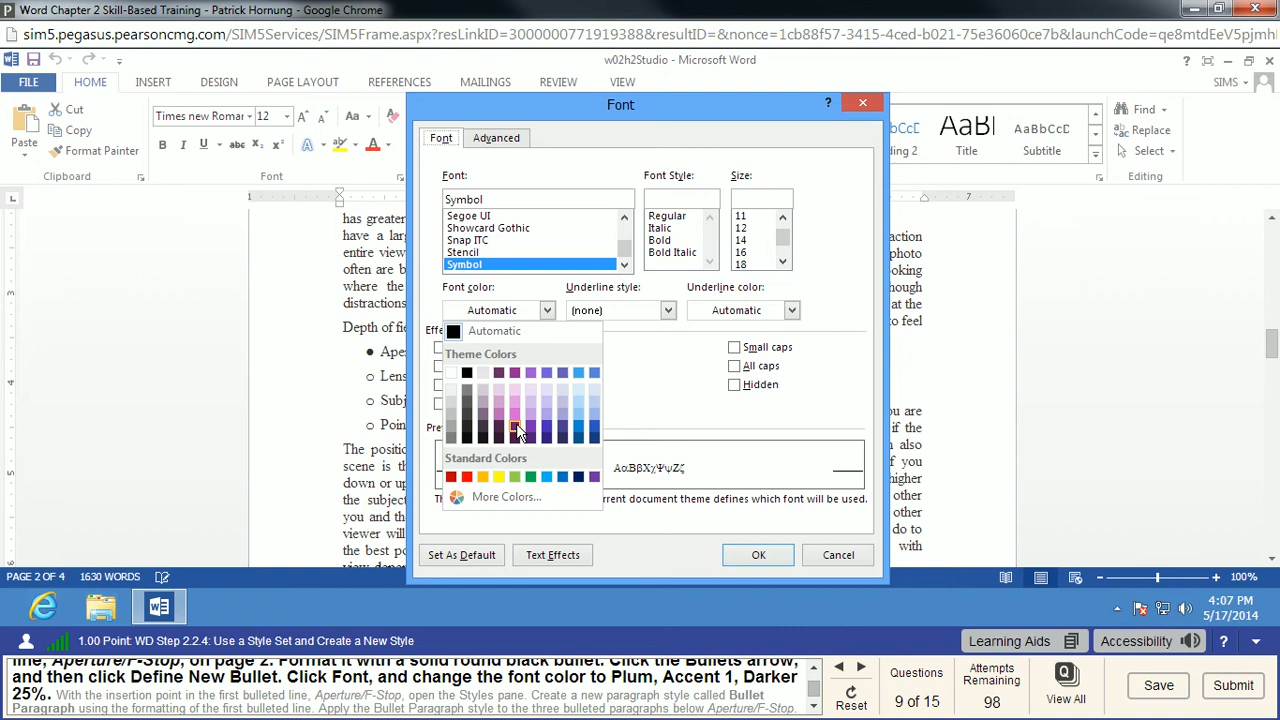 Word Chapter 2 Skill-Based Training - Patrick Hornung - Google Chrome
sim5.pegasus.pearsoncmg.com/SIM5Services/SIM5Frame.aspx?resLinkID=3000000771919388&resultID=&nonce=1cb88f57-3415-4ced-b021-75e36060ce7b&launchCode=qe8mtdEeV5pjmh
w02h2Studio - Microsoft Word
FILE HOME INSERT DESIGN PAGE LAYOUT REFERENCES MAILINGS REVIEW VIEW SIMS
Paste
Cut
Copy
Format Painter
Clipboard
Times new Romar 12
Title
Subtitle
Find
Replace
Select
Editing
Font
Font Advanced
Font: Font Style: Size:
Symbol
Segoe UI
Showcard Gothic
Snap ITC
Stencil
Symbol
Regular
Italic
Bold
Bold Italic
11
12
14
16
18
Font color: Underline style: Underline color:
Automatic (none) Automatic
Automatic
Theme Colors
Standard Colors
More Colors...
Small caps
All caps
Hidden
ΑαΒβΧχΨψΖζ
rrent document theme defines which font will be used.
Set As Default Text Effects OK Cancel
has greater
have a larg
entire view
often are b
where the
distractions
Depth of fie
● Ape
○ Lens
○ Subj
○ Poin
The position
scene is the
down or up
the subject
you and the
viewer will
the best po
action
photo
ooking
hough
at the
to feel
ou are
if the
n also
f you
higher
other
other
do to
with
PAGE 2 OF 4 1630 WORDS 100%
4:07 PM
5/17/2014
1.00 Point: WD Step 2.2.4: Use a Style Set and Create a New Style
Learning Aids Accessibility ?
line, Aperture/F-Stop, on page 2. Format it with a solid round black bullet. Click the Bullets arrow,
and then click Define New Bullet. Click Font, and change the font color to Plum, Accent 1, Darker
25%. With the insertion point in the first bulleted line, Aperture/F-Stop, open the Styles pane. Create a new paragraph style called Bullet
Paragraph using the formatting of the first bulleted line. Apply the Bullet Paragraph style to the three bulleted paragraphs below Aperture/F-Stop.
Reset
Questions
9 of 15
Attempts
Remaining
98
View All
Save
Submit